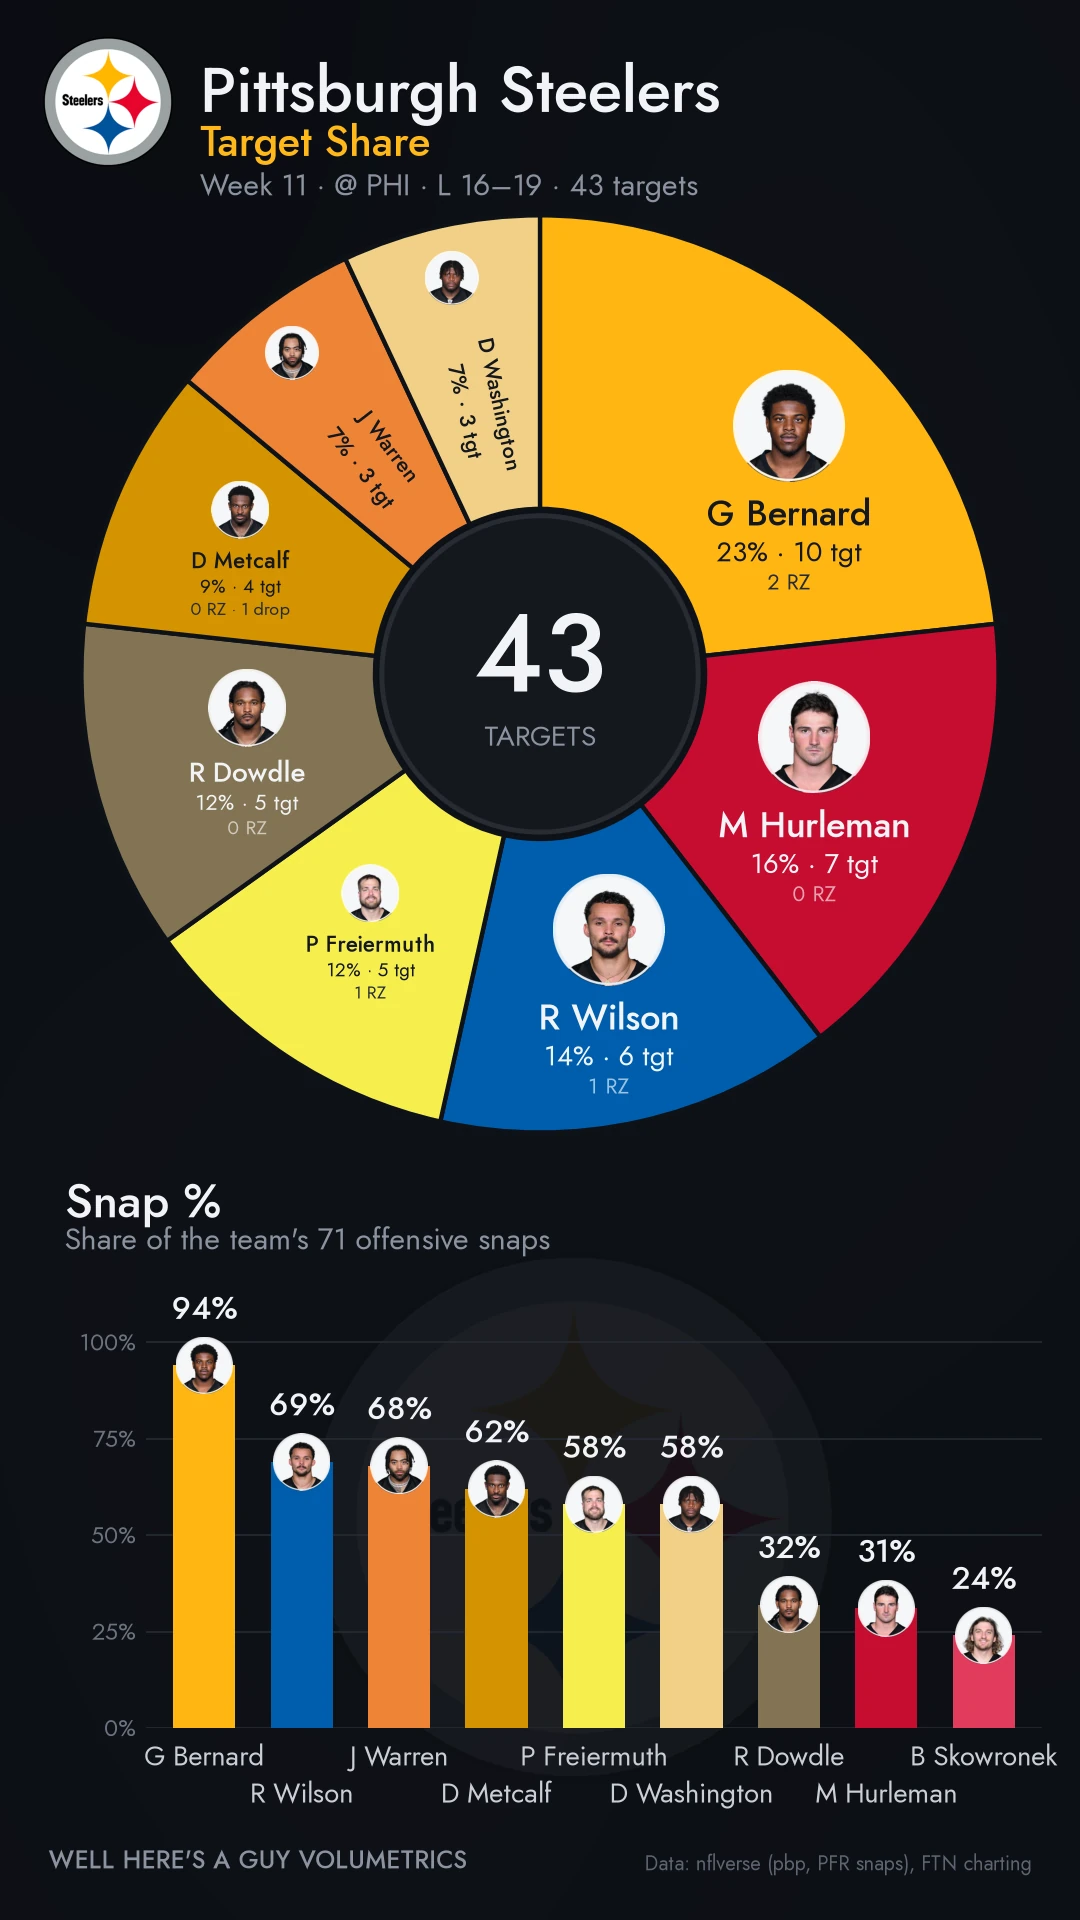 Steelers
Pittsburgh Steelers
Target Share
Week 11 · @ PHI · L 16–19 · 43 targets
D Washington
7% · 3 tgt
J Warren
7% · 3 tgt
G Bernard
23% · 10 tgt
2 RZ
D Metcalf
9% · 4 tgt
0 RZ · 1 drop
43
TARGETS
R Dowdle
12% · 5 tgt
0 RZ
M Hurleman
16% · 7 tgt
0 RZ
P Freiermuth
12% · 5 tgt
1 RZ
R Wilson
14% · 6 tgt
1 RZ
Snap %
Share of the team's 71 offensive snaps
94%
69%
68%
62%
58%
58%
32%
31%
24%
100%
75%
50%
25%
0%
G Bernard
R Wilson
J Warren
D Metcalf
P Freiermuth
D Washington
R Dowdle
M Hurleman
B Skowronek
WELL HERE'S A GUY VOLUMETRICS
Data: nflverse (pbp, PFR snaps), FTN charting